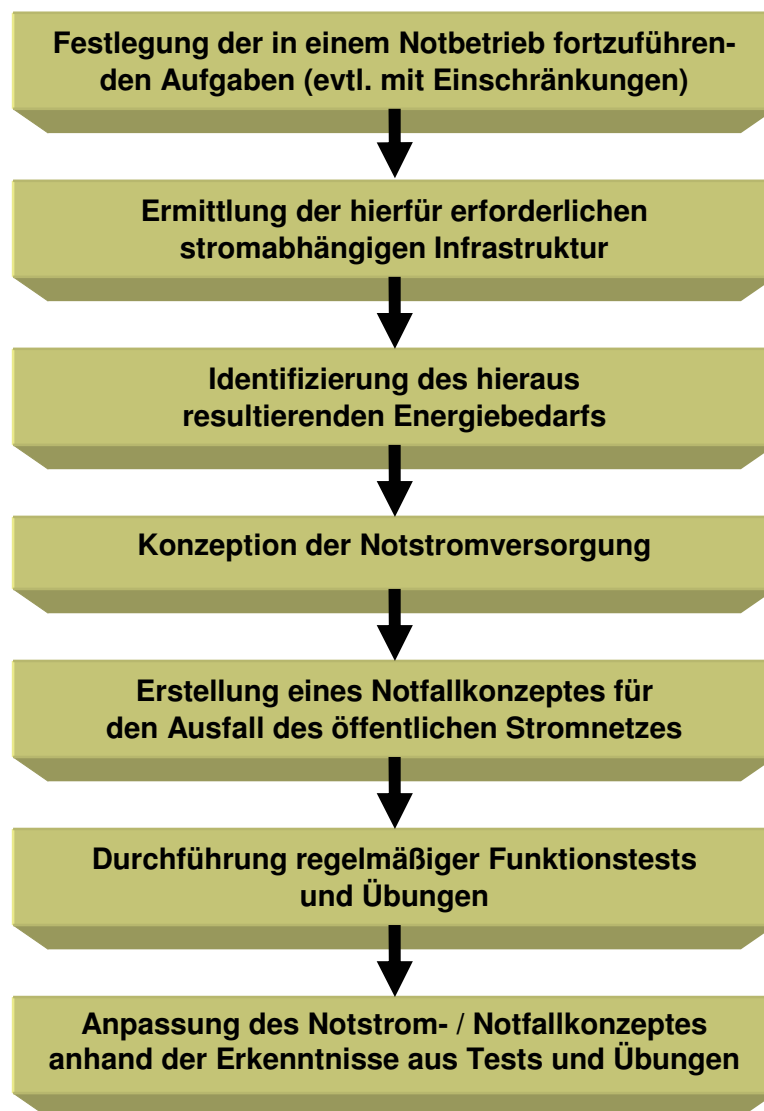 Festlegung der in einem Notbetrieb fortzuführen-
den Aufgaben (evtl. mit Einschränkungen)
Ermittlung der hierfür erforderlichen
stromabhängigen Infrastruktur
Identifizierung des hieraus
resultierenden Energiebedarfs
Konzeption der Notstromversorgung
Erstellung eines Notfallkonzeptes für
den Ausfall des öffentlichen Stromnetzes
Durchführung regelmäßiger Funktionstests
und Übungen
Anpassung des Notstrom- / Notfallkonzeptes
anhand der Erkenntnisse aus Tests und Übungen